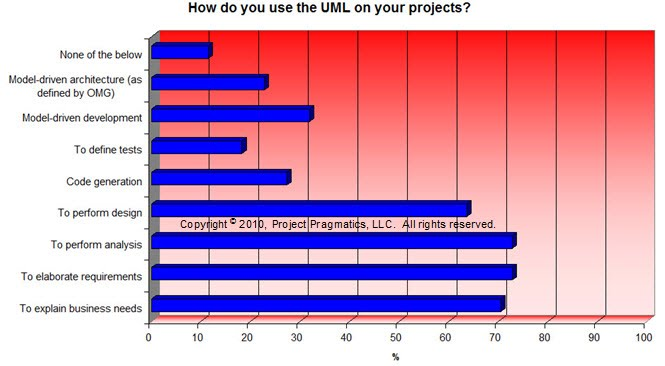 How do you use the UML on your projects?
None of the below
Model-driven architecture (as
defined by OMG)
Model-driven development
To define tests
Code generation
To perform design
Copyright © 2010, Project Pragmatics, LLC. All rights reserved.
To perform analysis
To elaborate requirements
To explain business needs
0 10 20 30 40 50 60 70 80 90 100
%